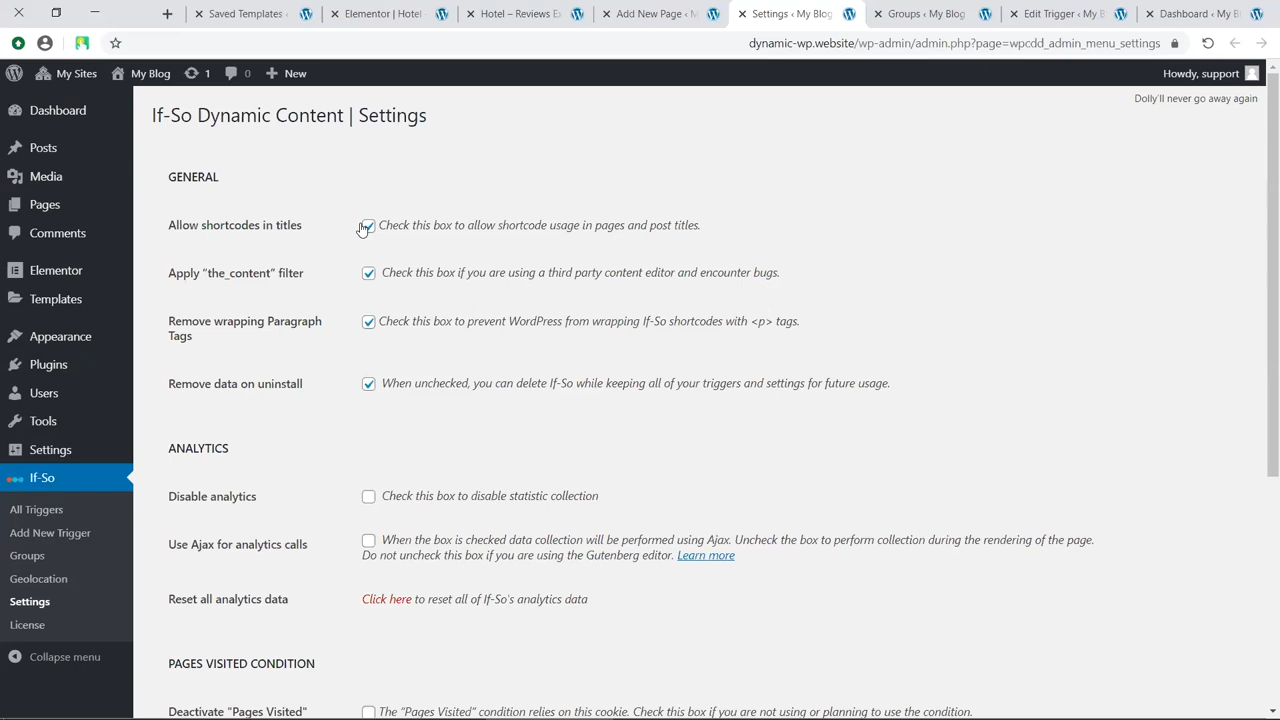 Saved Templates ‹
Elementor | Hotel –
Hotel – Reviews Ex
Add New Page ‹ M
Settings ‹ My Blog
Groups ‹ My Blog
Edit Trigger ‹ My B
Dashboard ‹ My B
dynamic-wp.website/wp-admin/admin.php?page=wpcdd_admin_menu_settings
My Sites
My Blog
1
0
New
Howdy, support
Dolly'll never go away again
Dashboard
Posts
Media
Pages
Comments
Elementor
Templates
Appearance
Plugins
Users
Tools
Settings
If-So
All Triggers
Add New Trigger
Groups
Geolocation
Settings
License
Collapse menu
If-So Dynamic Content | Settings
GENERAL
Allow shortcodes in titles
Check this box to allow shortcode usage in pages and post titles.
Apply “the_content” filter
Check this box if you are using a third party content editor and encounter bugs.
Remove wrapping Paragraph
Tags
Check this box to prevent WordPress from wrapping If-So shortcodes with <p> tags.
Remove data on uninstall
When unchecked, you can delete If-So while keeping all of your triggers and settings for future usage.
ANALYTICS
Disable analytics
Check this box to disable statistic collection
Use Ajax for analytics calls
When the box is checked data collection will be performed using Ajax. Uncheck the box to perform collection during the rendering of the page.
Do not uncheck this box if you are using the Gutenberg editor. Learn more
Reset all analytics data
Click here to reset all of If-So's analytics data
PAGES VISITED CONDITION
Deactivate "Pages Visited"
The “Pages Visited” condition relies on this cookie. Check this box if you are not using or planning to use the condition.